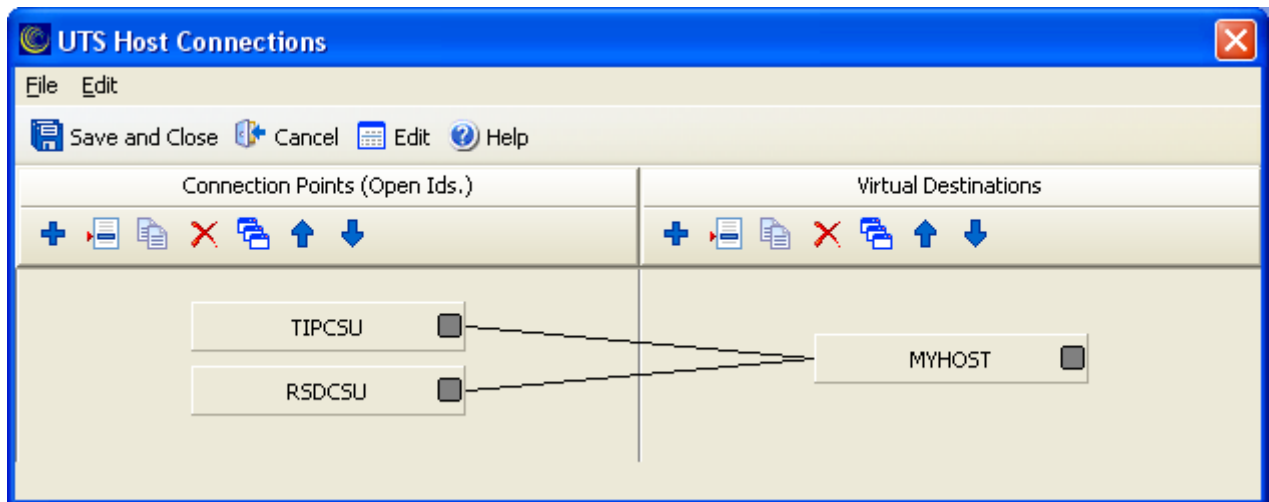 UTS Host Connections
File Edit
Save and Close Cancel Edit Help
Connection Points (Open Ids.) Virtual Destinations
TIPCSU
MYHOST
RSDCSU